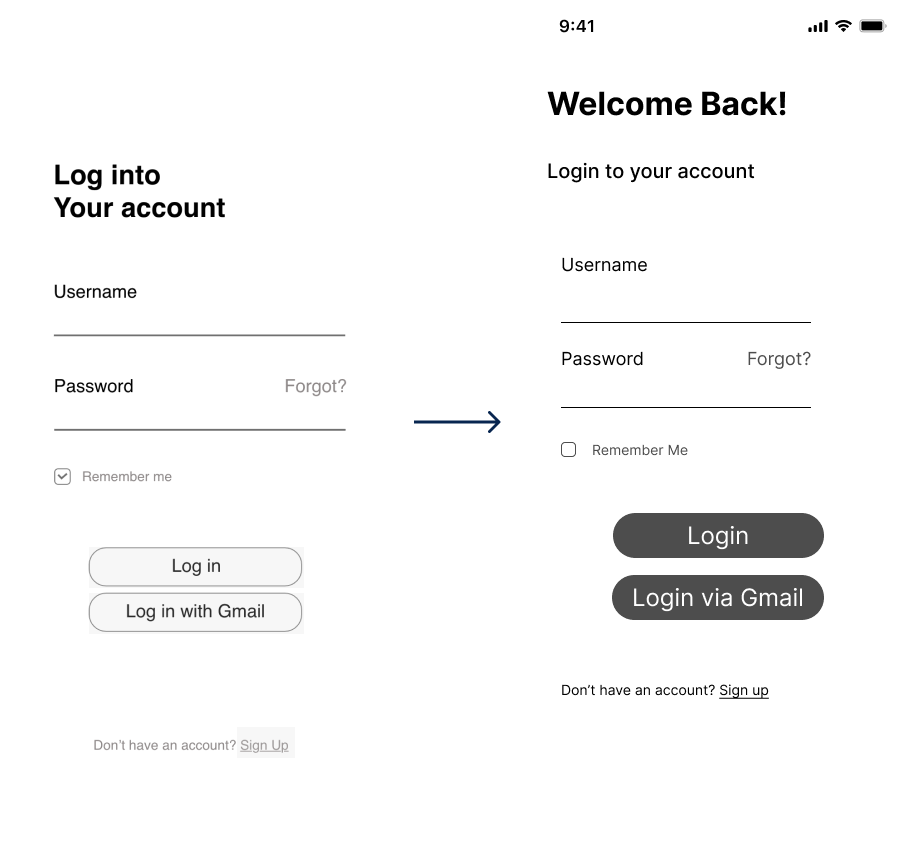 Log into
Your account
Username
Password Forgot?
Remember me
Log in
Log in with Gmail
Don't have an account? Sign Up
9:41
Welcome Back!
Login to your account
Username
Password Forgot?
Remember Me
Login
Login via Gmail
Don’t have an account? Sign up